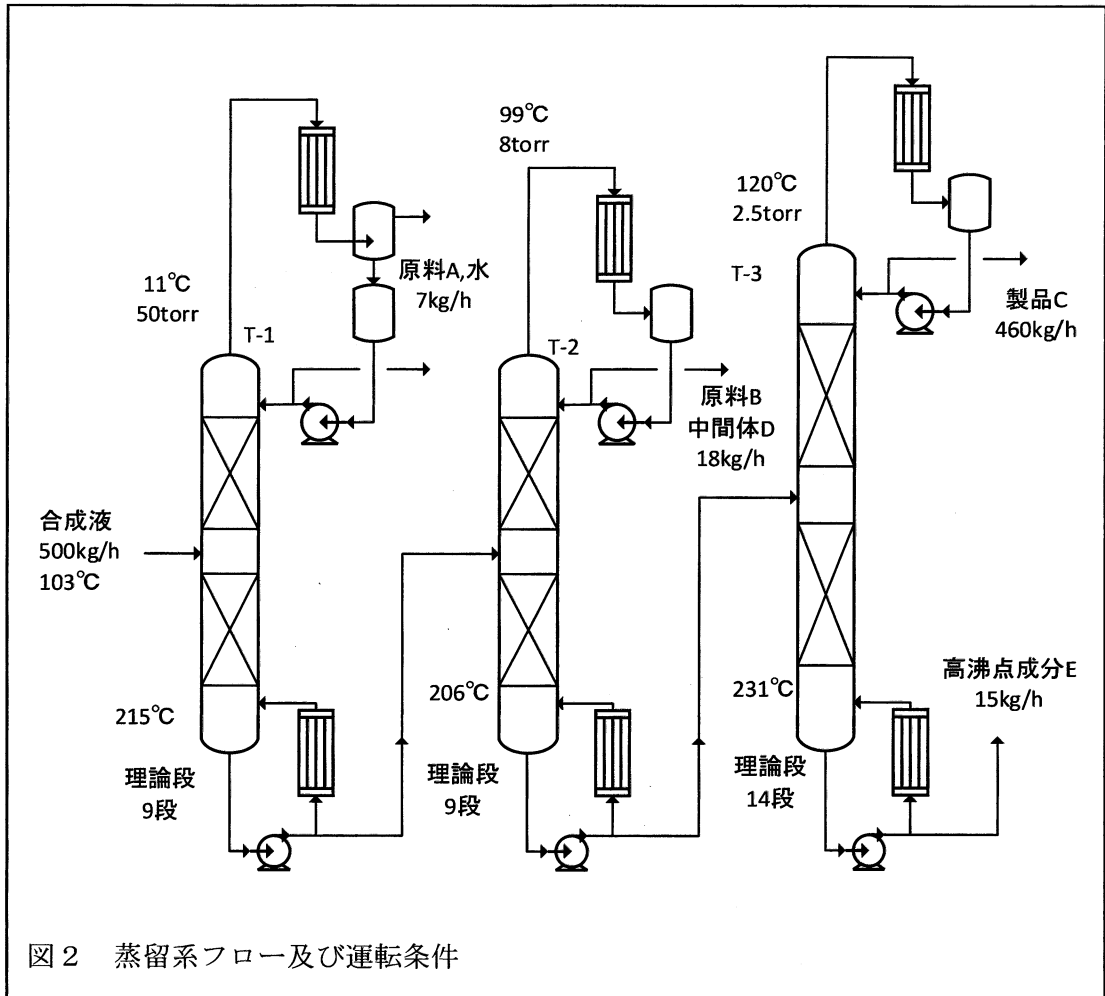 11℃
50torr
T-1
原料A,水
7kg/h
合成液
500kg/h
103℃
215℃
理論段
9段
99℃
8torr
T-2
原料B
中間体D
18kg/h
206℃
理論段
9段
120℃
2.5torr
T-3
製品C
460kg/h
231℃
理論段
14段
高沸点成分E
15kg/h
図2 蒸留系フロー及び運転条件